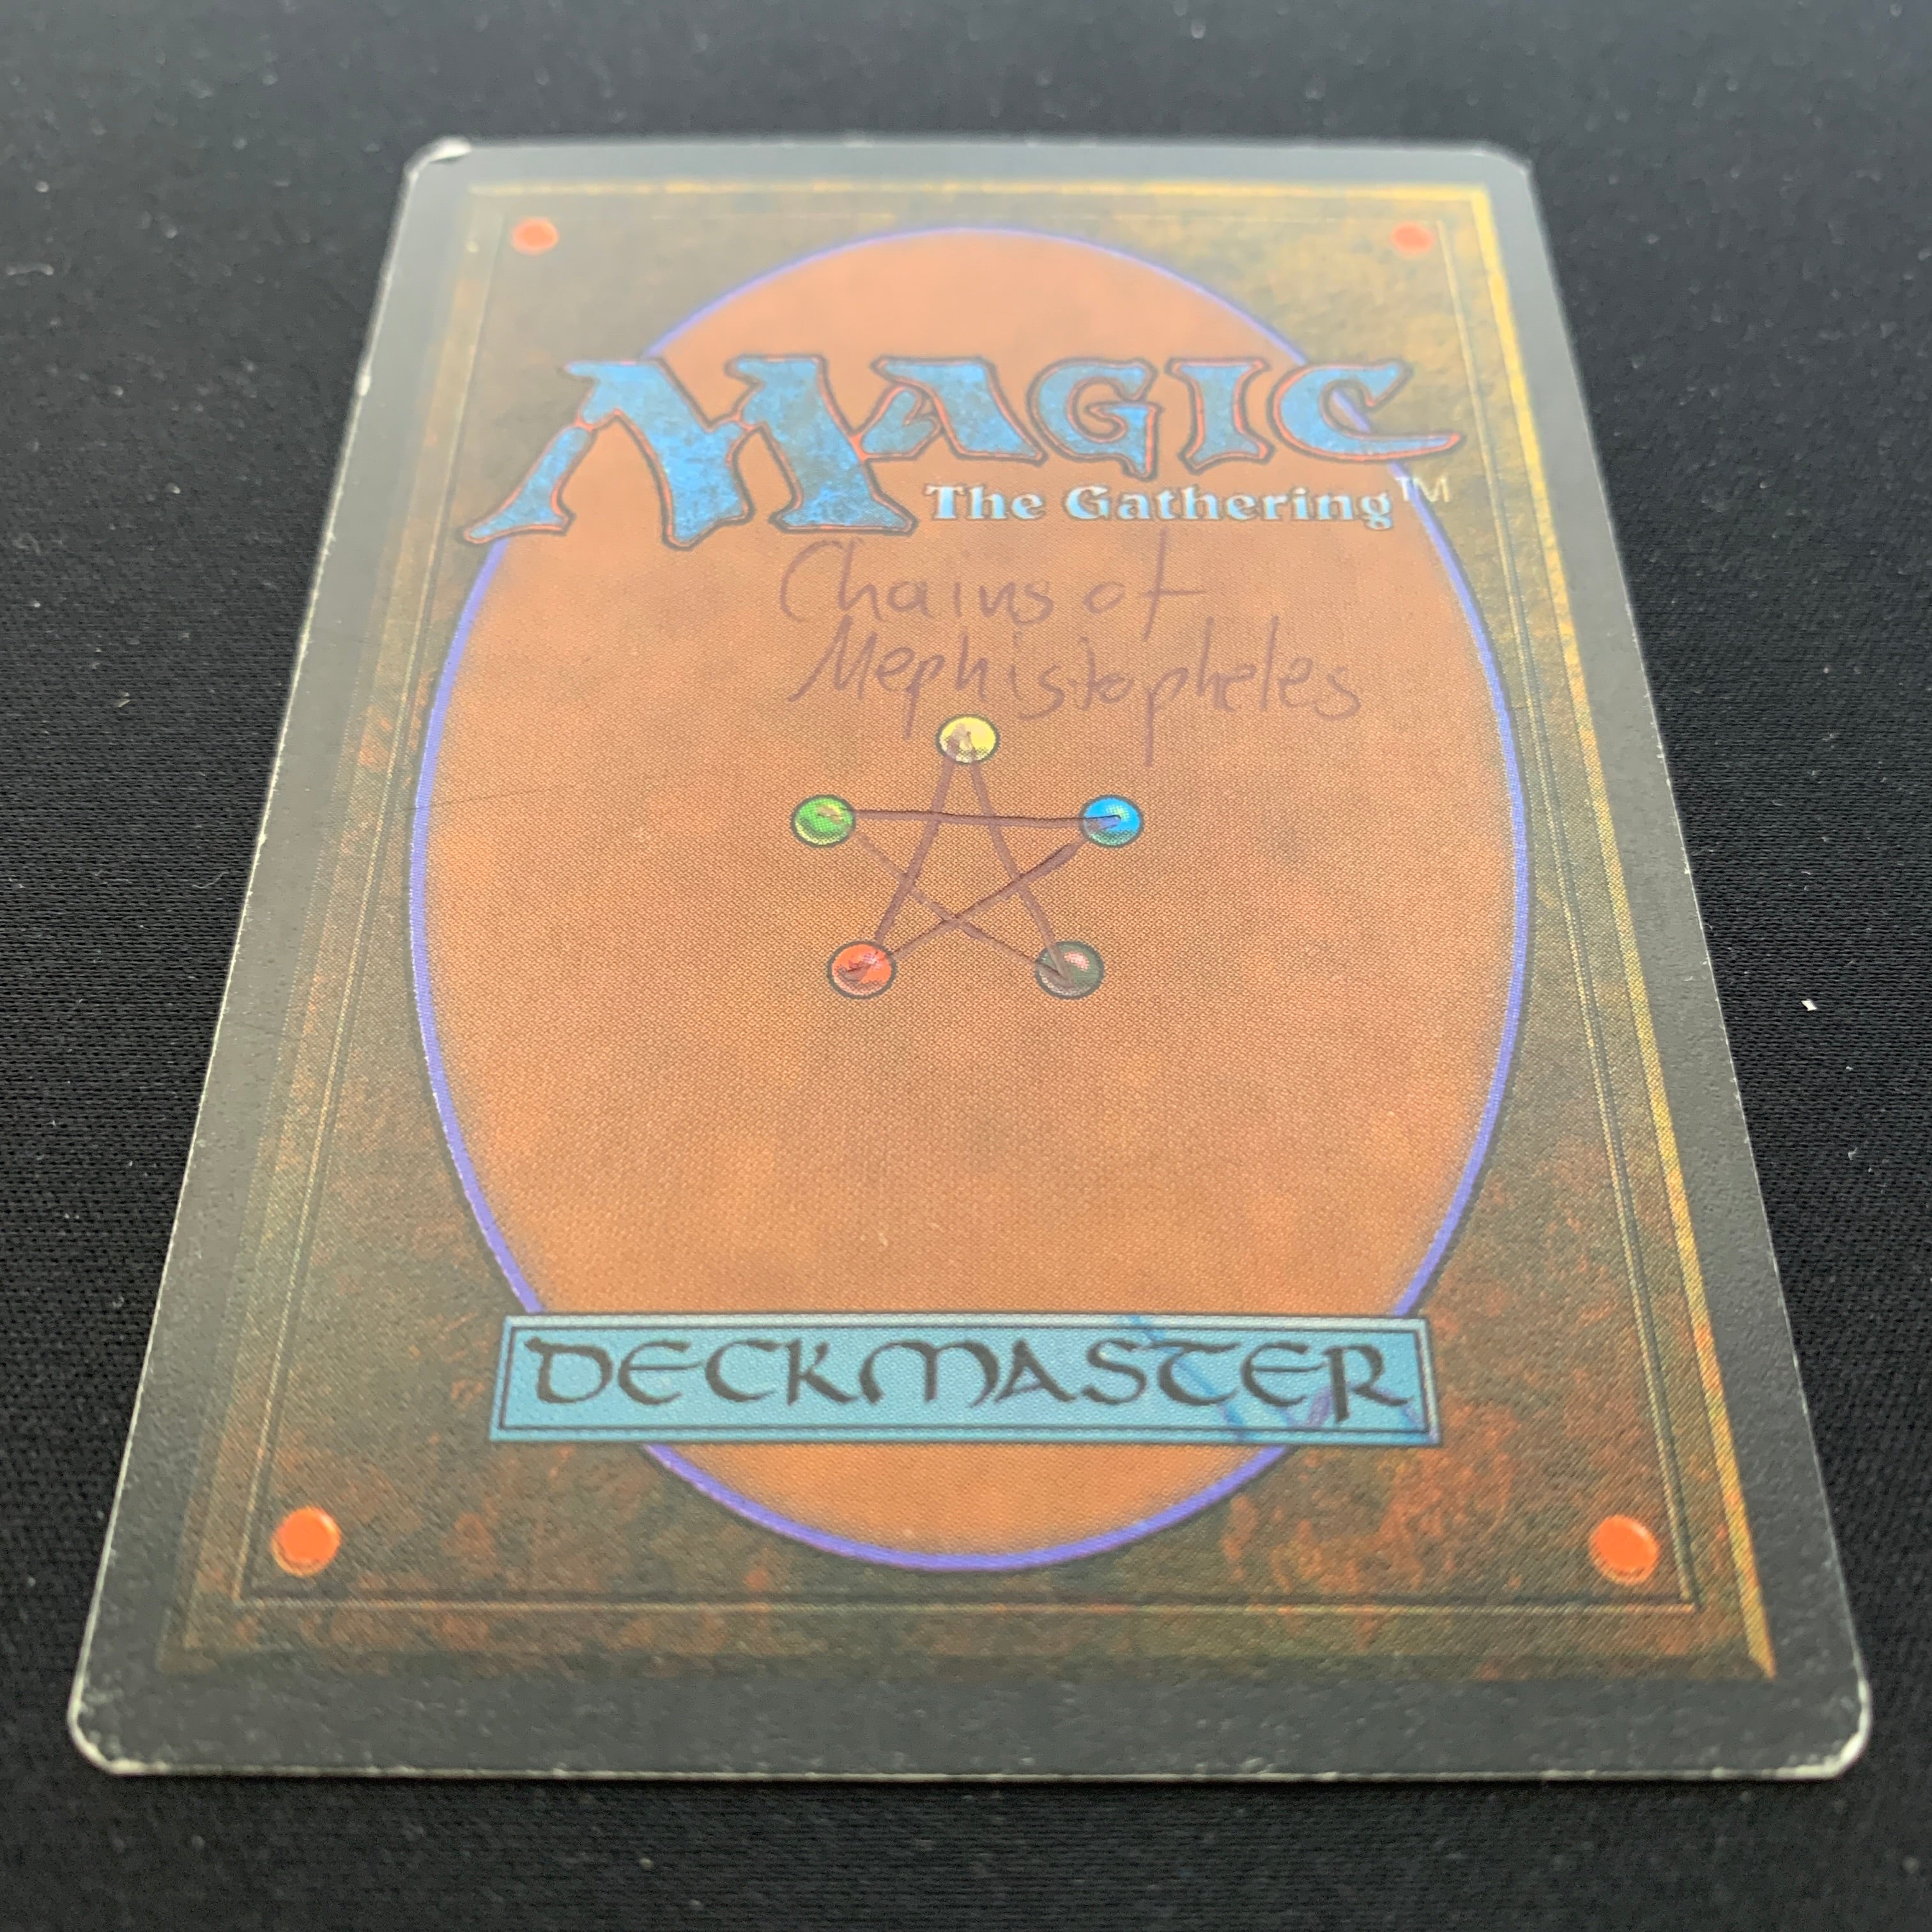 MAGIC
The Gathering™
Chains of
Mephistopheles
DECKMASTER